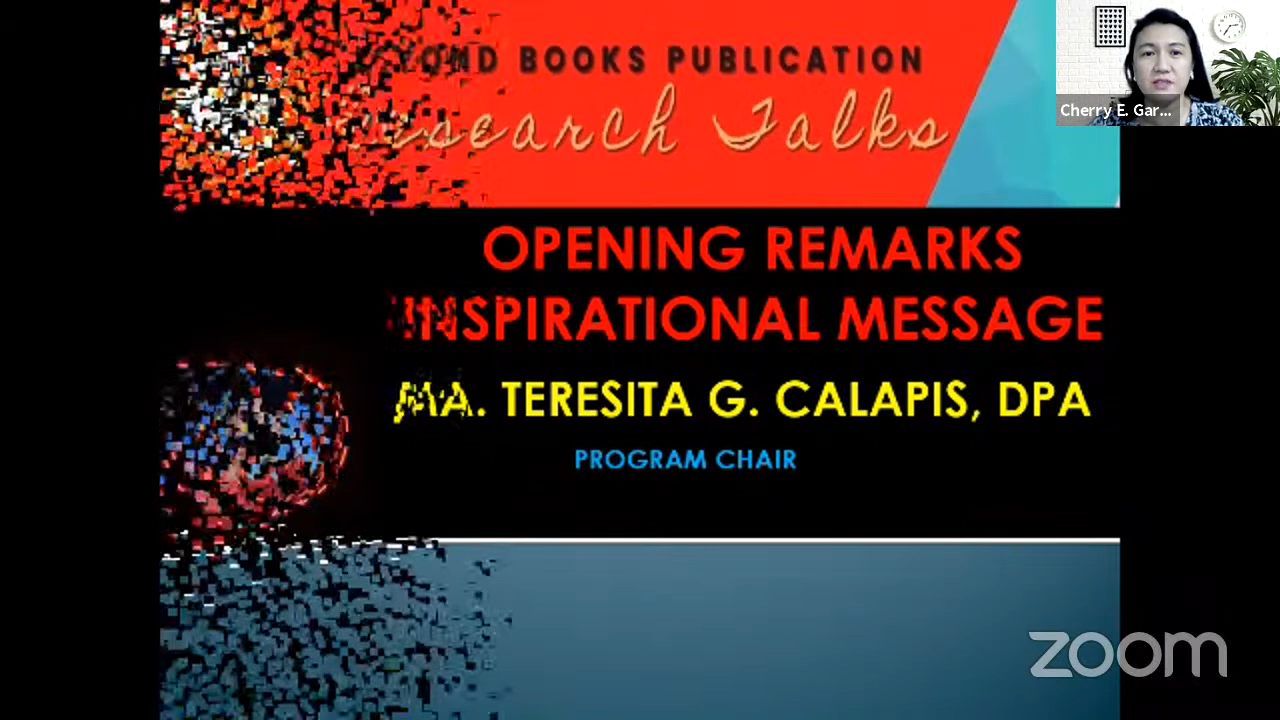 BOOKS PUBLICATION
Talks
OPENING REMARKS
INSPIRATIONAL MESSAGE
MA. TERESITA G. CALAPIS, DPA
PROGRAM CHAIR
Cherry E. Gar...
zoom